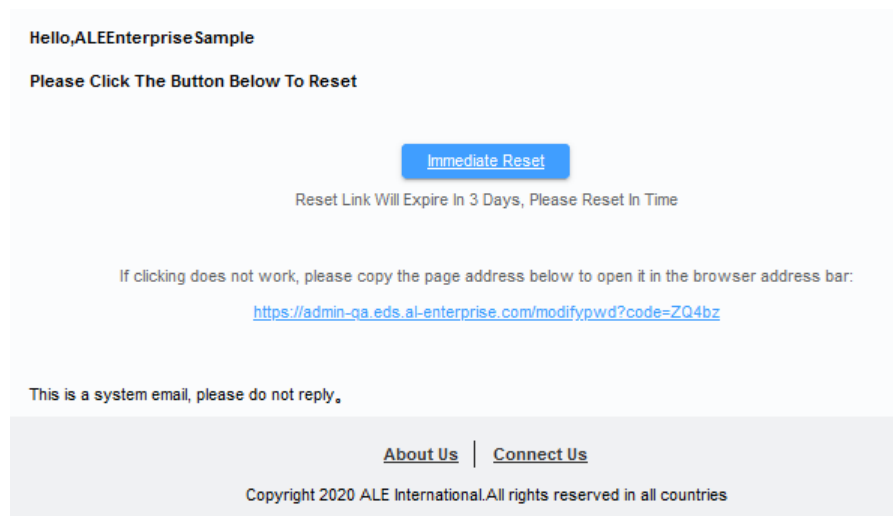 Hello,ALEEnterpriseSample
Please Click The Button Below To Reset
Immediate Reset
Reset Link Will Expire In 3 Days, Please Reset In Time
If clicking does not work, please copy the page address below to open it in the browser address bar:
https://admin-qa.eds.al-enterprise.com/modifypwd?code=ZQ4bz
This is a system email, please do not reply。
About Us | Connect Us
Copyright 2020 ALE International.All rights reserved in all countries